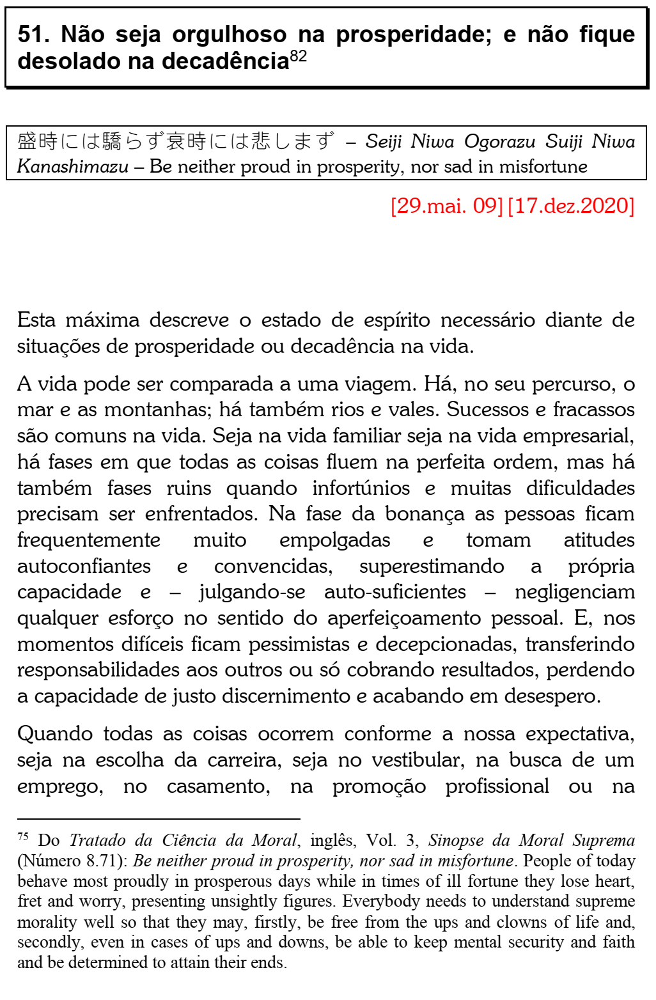 51. Não seja orgulhoso na prosperidade; e não fique
desolado na decadência82
盛時には驕らず衰時には悲しまず – Seiji Niwa Ogorazu Suiji Niwa
Kanashimazu – Be neither proud in prosperity, nor sad in misfortune
[29.mai. 09] [17.dez.2020]
Esta máxima descreve o estado de espírito necessário diante de
situações de prosperidade ou decadência na vida.
A vida pode ser comparada a uma viagem. Há, no seu percurso, o
mar e as montanhas; há também rios e vales. Sucessos e fracassos
são comuns na vida. Seja na vida familiar seja na vida empresarial,
há fases em que todas as coisas fluem na perfeita ordem, mas há
também fases ruins quando infortúnios e muitas dificuldades
precisam ser enfrentados. Na fase da bonança as pessoas ficam
frequentemente muito empolgadas e tomam atitudes
autoconfiantes e convencidas, superestimando a própria
capacidade e – julgando-se auto-suficientes – negligenciam
qualquer esforço no sentido do aperfeiçoamento pessoal. E, nos
momentos difíceis ficam pessimistas e decepcionadas, transferindo
responsabilidades aos outros ou só cobrando resultados, perdendo
a capacidade de justo discernimento e acabando em desespero.
Quando todas as coisas ocorrem conforme a nossa expectativa,
seja na escolha da carreira, seja no vestibular, na busca de um
emprego, no casamento, na promoção profissional ou na
75 Do Tratado da Ciência da Moral, inglês, Vol. 3, Sinopse da Moral Suprema
(Número 8.71): Be neither proud in prosperity, nor sad in misfortune. People of today
behave most proudly in prosperous days while in times of ill fortune they lose heart,
fret and worry, presenting unsightly figures. Everybody needs to understand supreme
morality well so that they may, firstly, be free from the ups and clowns of life and,
secondly, even in cases of ups and downs, be able to keep mental security and faith
and be determined to attain their ends.